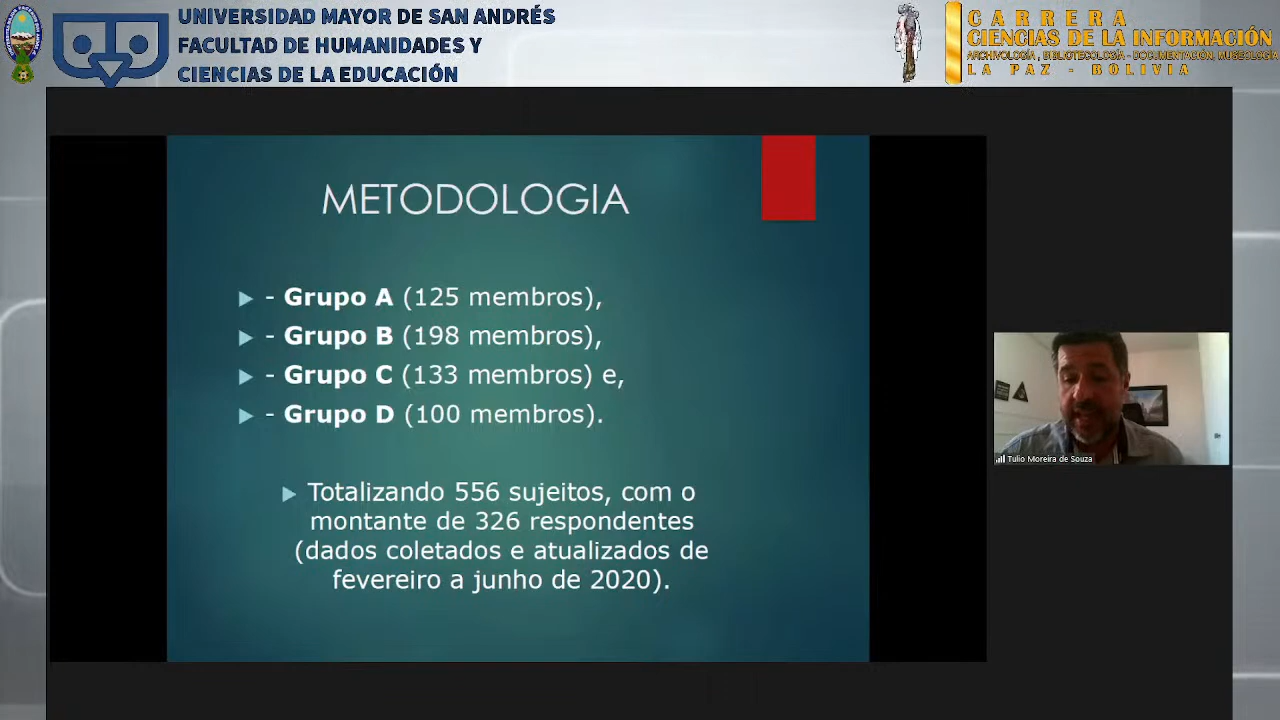 UNIVERSIDAD MAYOR DE SAN ANDRÉS
FACULTAD DE HUMANIDADES Y
CIENCIAS DE LA EDUCACIÓN
CARRERA
CIENCIAS DE LA INFORMACIÓN
ARCHIVOLOGÍA, BIBLIOTECOLOGÍA - DOCUMENTACIÓN, MUSEOLOGÍA
LA PAZ - BOLIVIA
METODOLOGIA
- Grupo A (125 membros),
- Grupo B (198 membros),
- Grupo C (133 membros) e,
- Grupo D (100 membros).
Totalizando 556 sujeitos, com o
montante de 326 respondentes
(dados coletados e atualizados de
fevereiro a junho de 2020).
Tulio Moreira de Souza